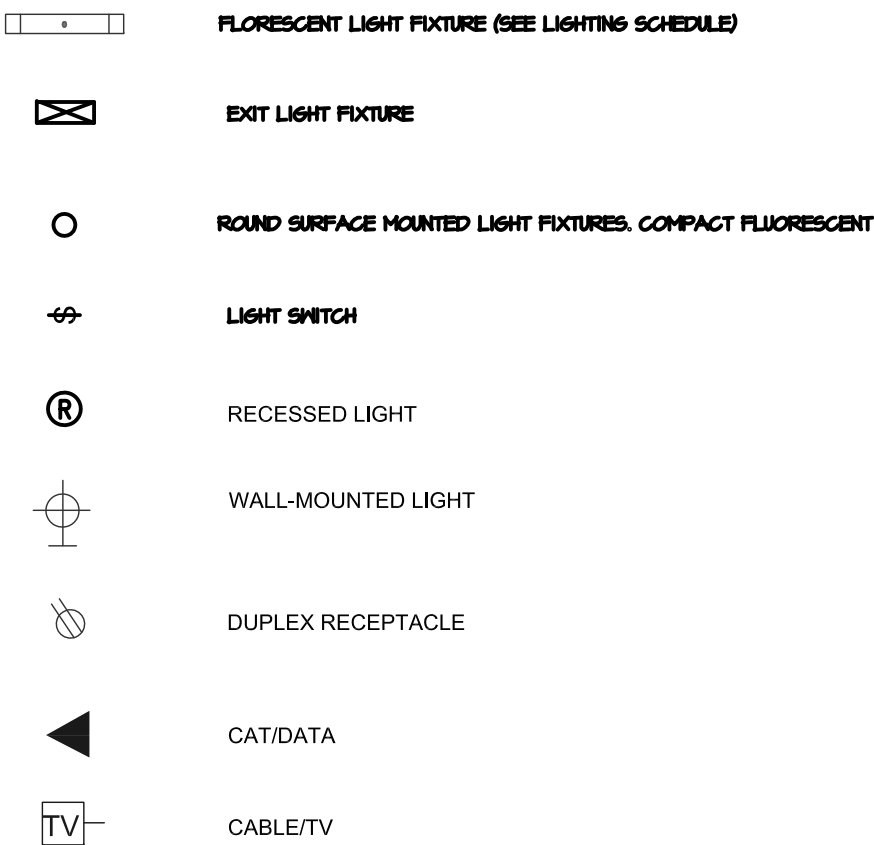 FLORESCENT LIGHT FIXTURE (SEE LIGHTING SCHEDULE)
EXIT LIGHT FIXTURE
ROUND SURFACE MOUNTED LIGHT FIXTURES. COMPACT FLUORESCENT
$ LIGHT SWITCH
® RECESSED LIGHT
WALL-MOUNTED LIGHT
DUPLEX RECEPTACLE
CAT/DATA
TV CABLE/TV